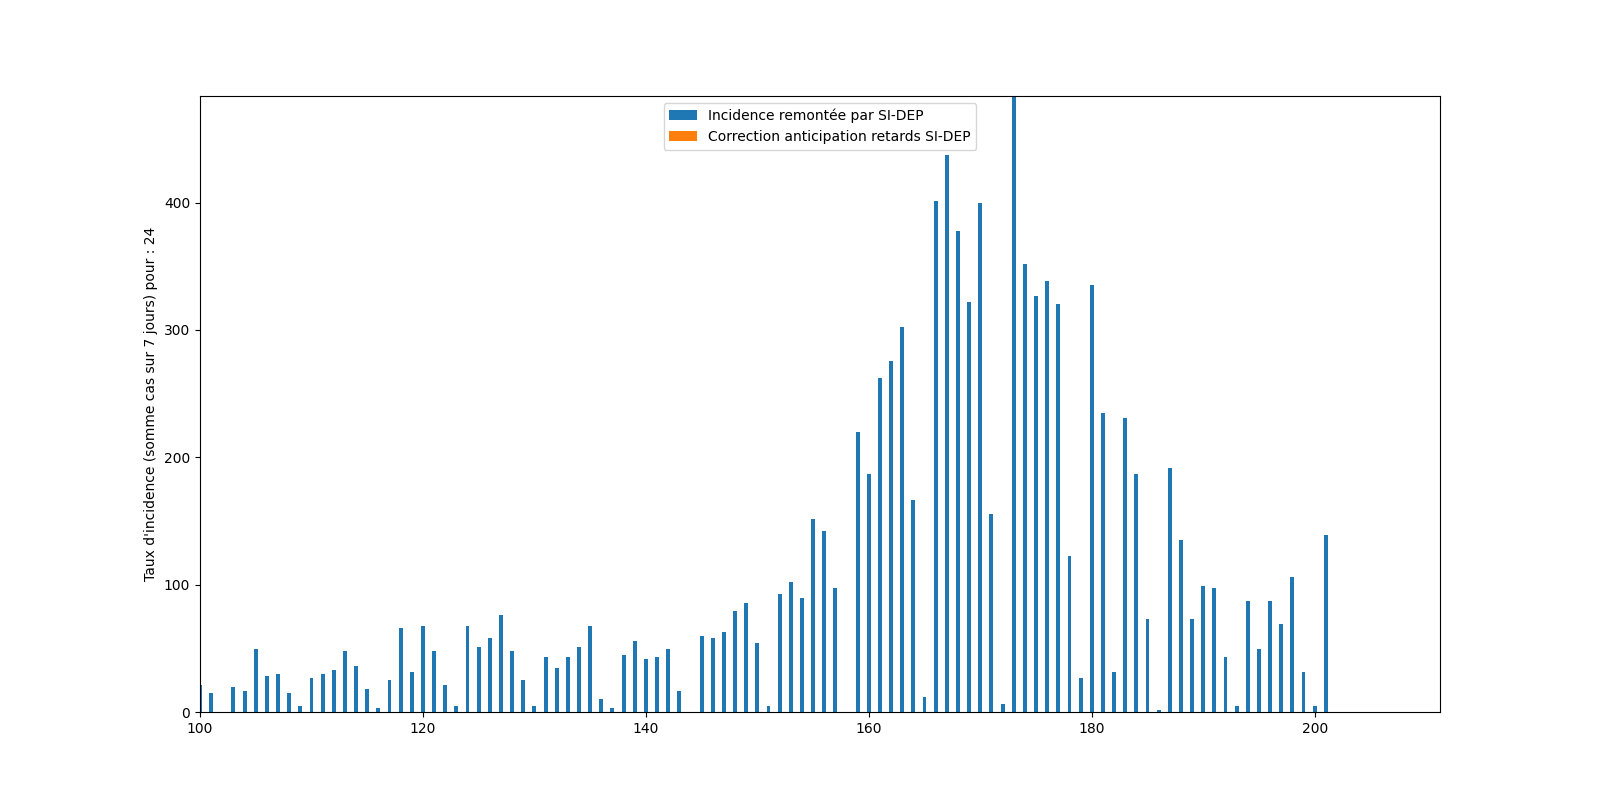 Incidence remontée par SI-DEP
Correction anticipation retards SI-DEP
Taux d'incidence (somme cas sur 7 jours) pour : 24
400
300
200
100
0
100 120 140 160 180 200